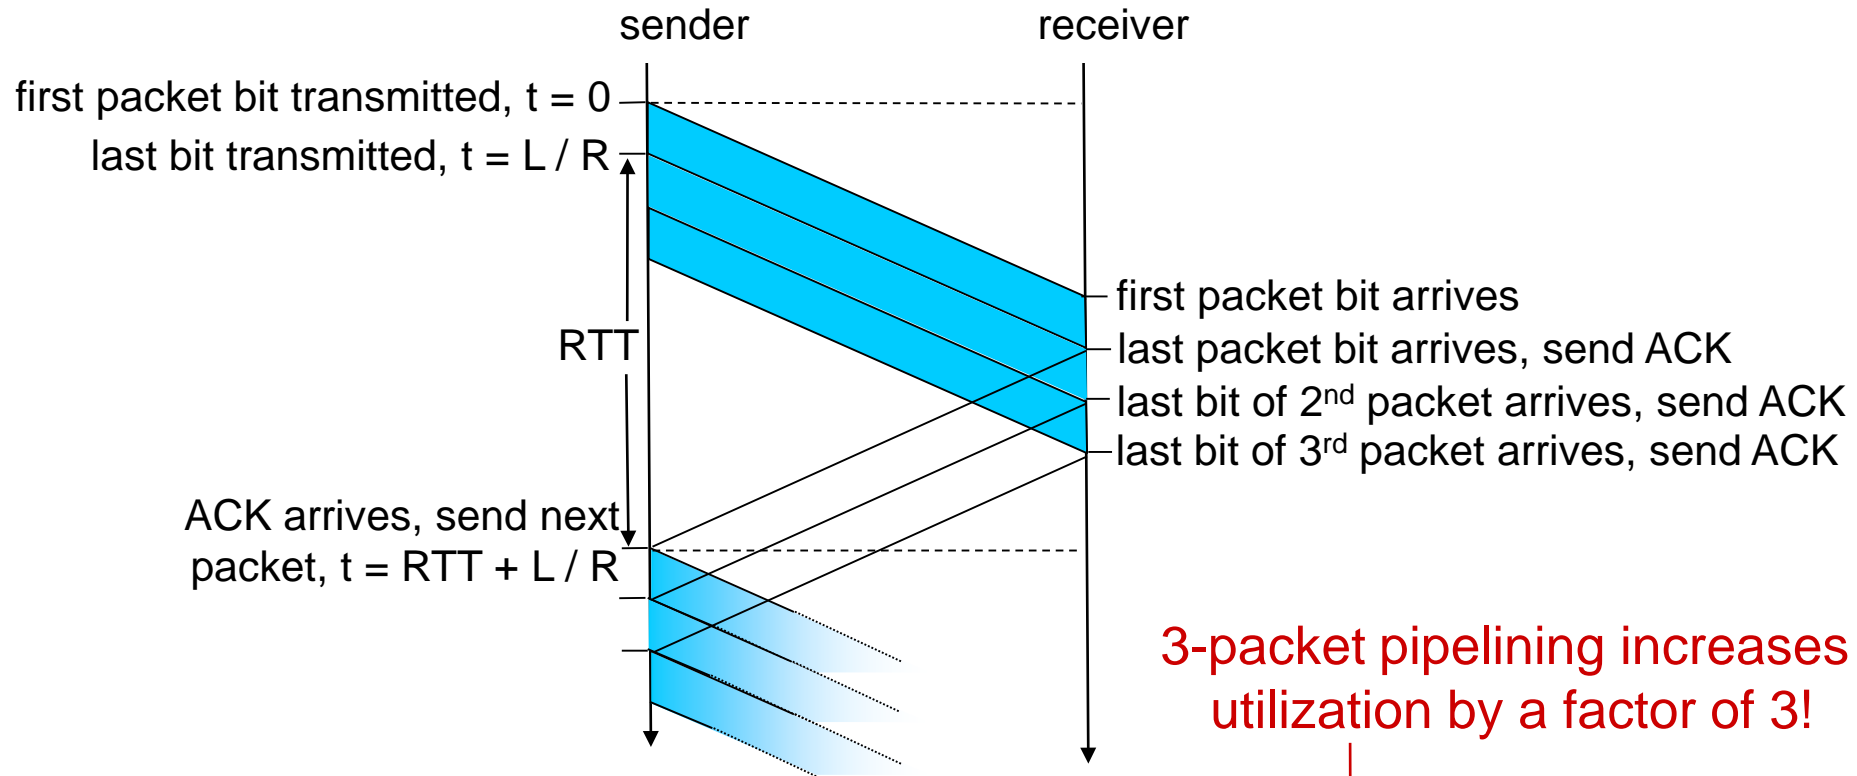 sender
receiver
first packet bit transmitted, t = 0
last bit transmitted, t = L / R
first packet bit arrives
RTT
last packet bit arrives, send ACK
last bit of 2nd packet arrives, send ACK
last bit of 3rd packet arrives, send ACK
ACK arrives, send next
packet, t = RTT + L / R
3-packet pipelining increases
utilization by a factor of 3!